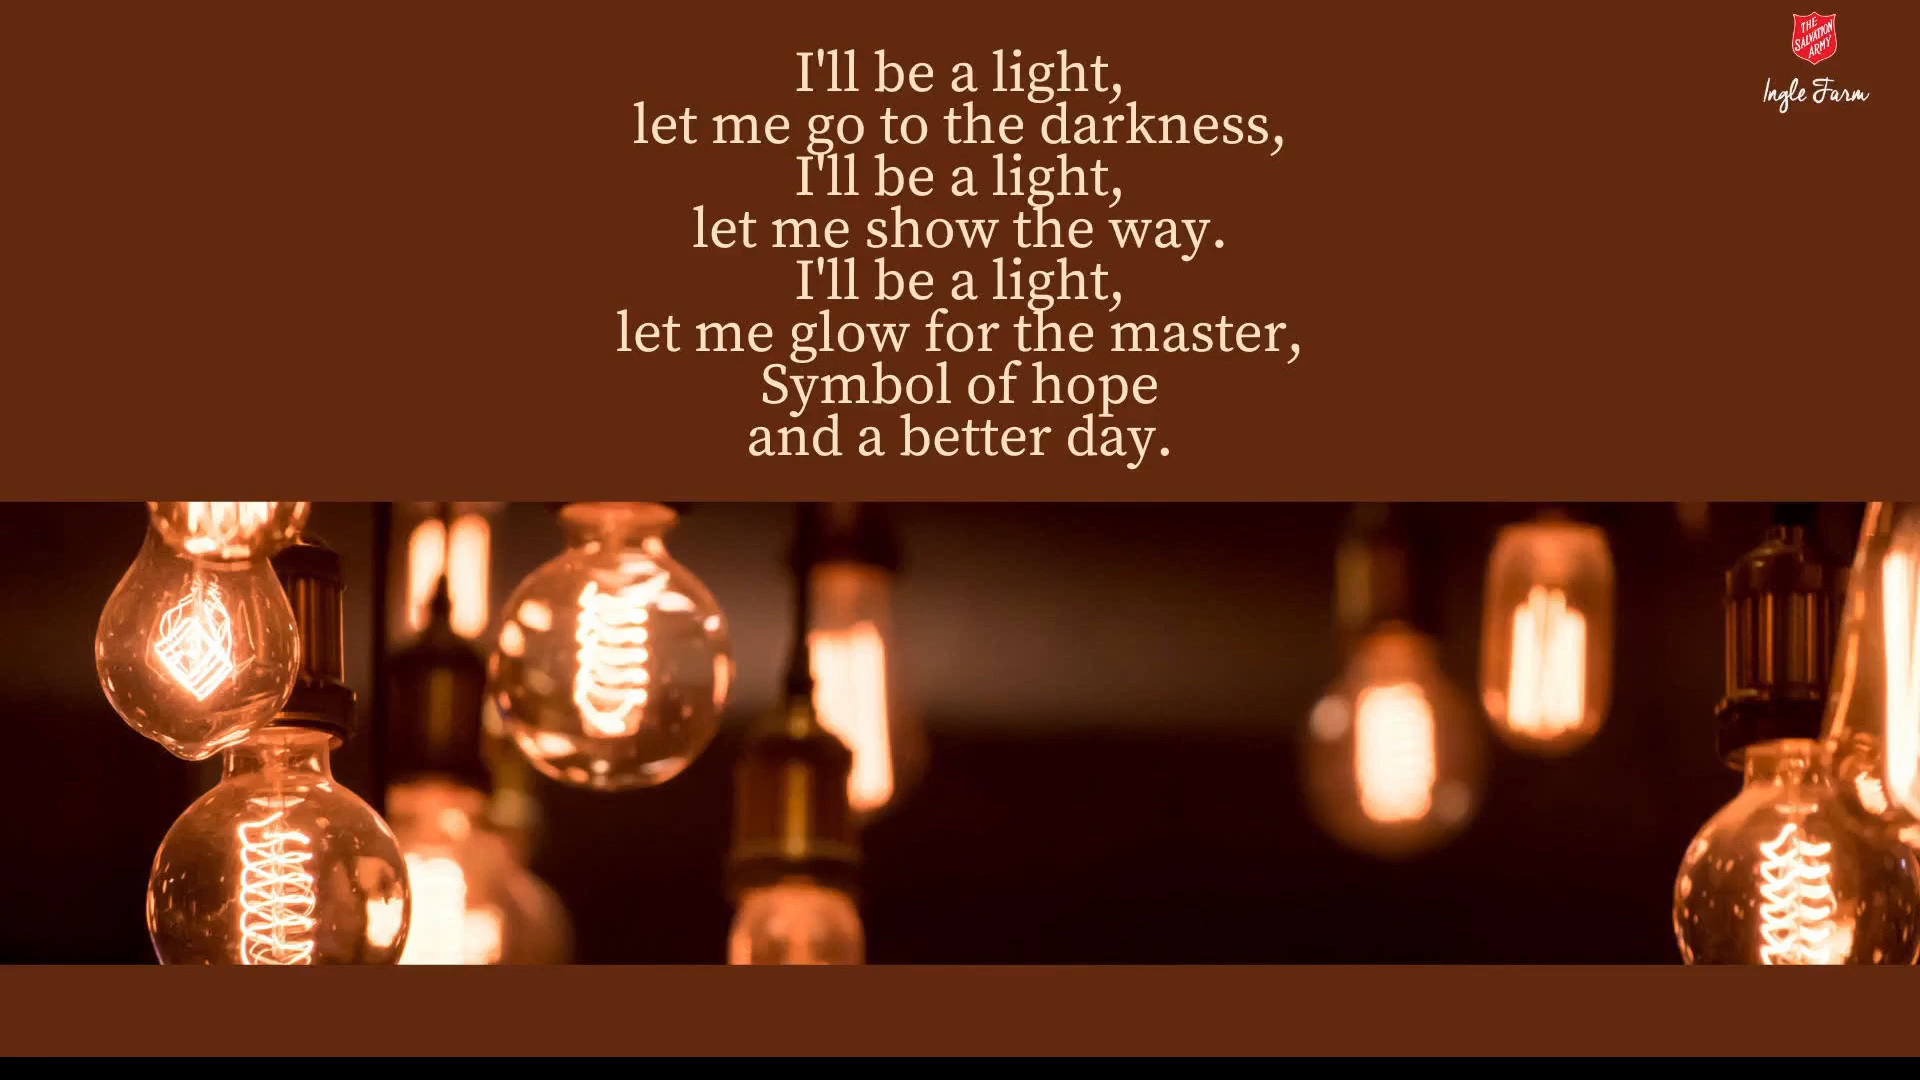 I'll be a light,
let me go to the darkness,
I'll be a light,
let me show the way.
I'll be a light,
let me glow for the master,
Symbol of hope
and a better day.
THE
SALVATION
ARMY
Ingle Farm